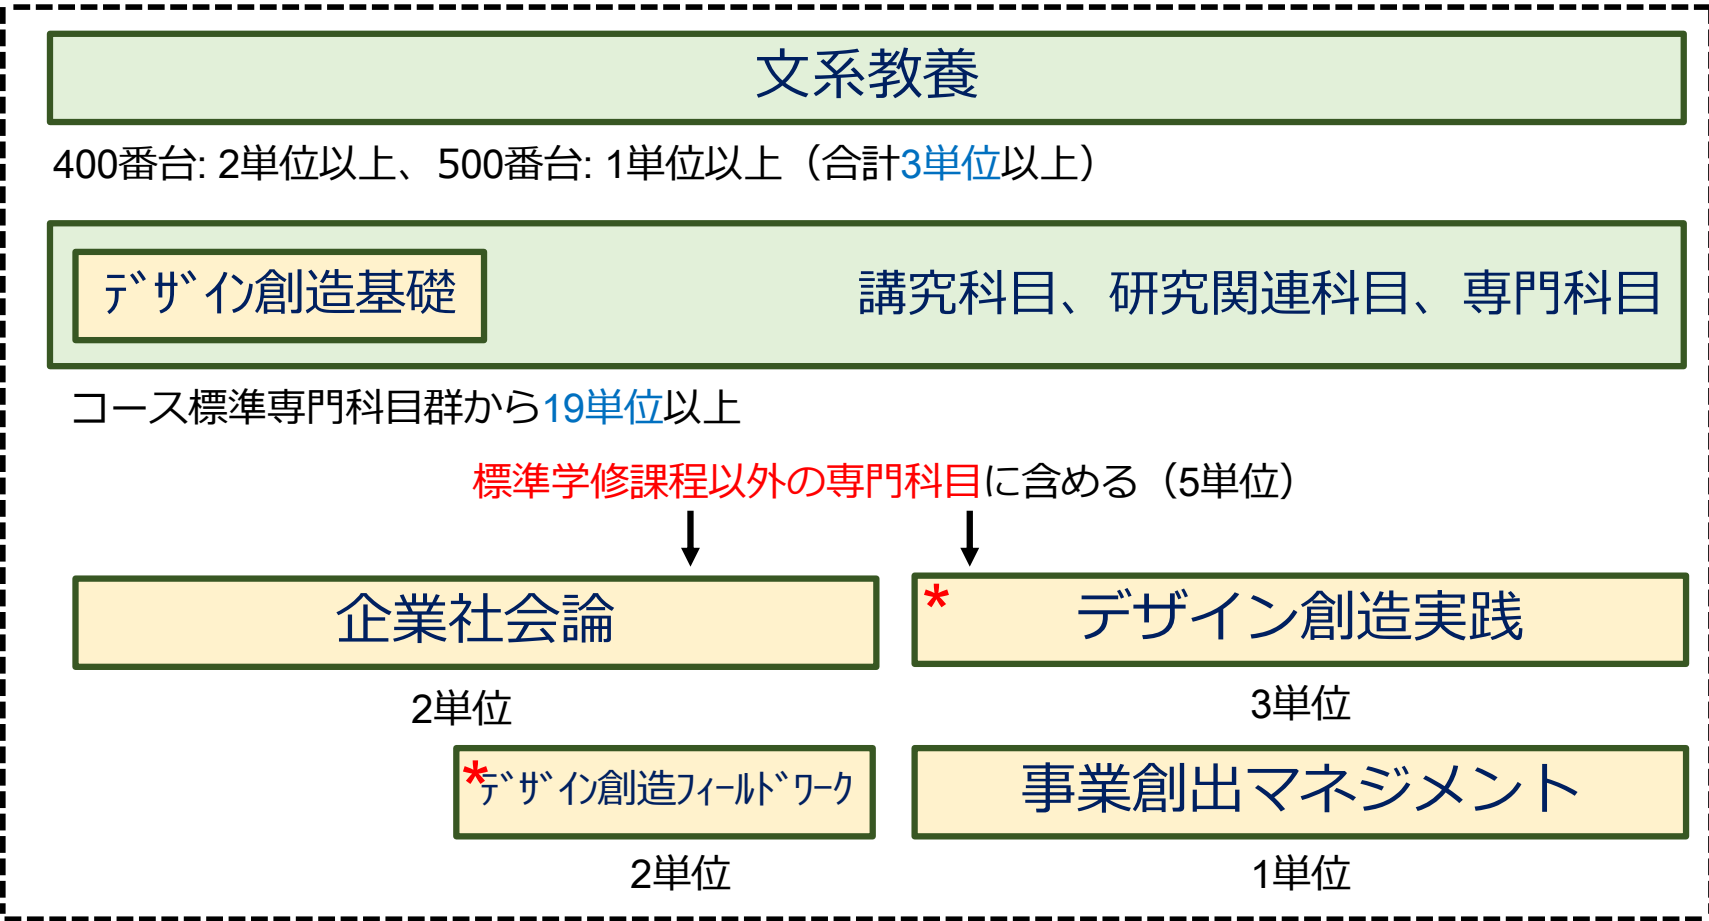 文系教養
400番台: 2単位以上、500番台: 1単位以上（合計3単位以上）
ﾃﾞｻﾞｲﾝ創造基礎
講究科目、研究関連科目、専門科目
コース標準専門科目群から19単位以上
標準学修課程以外の専門科目に含める（5単位）
企業社会論
* デザイン創造実践
2単位
3単位
*ﾃﾞｻﾞｲﾝ創造ﾌｨｰﾙﾄﾞﾜｰｸ
事業創出マネジメント
2単位
1単位